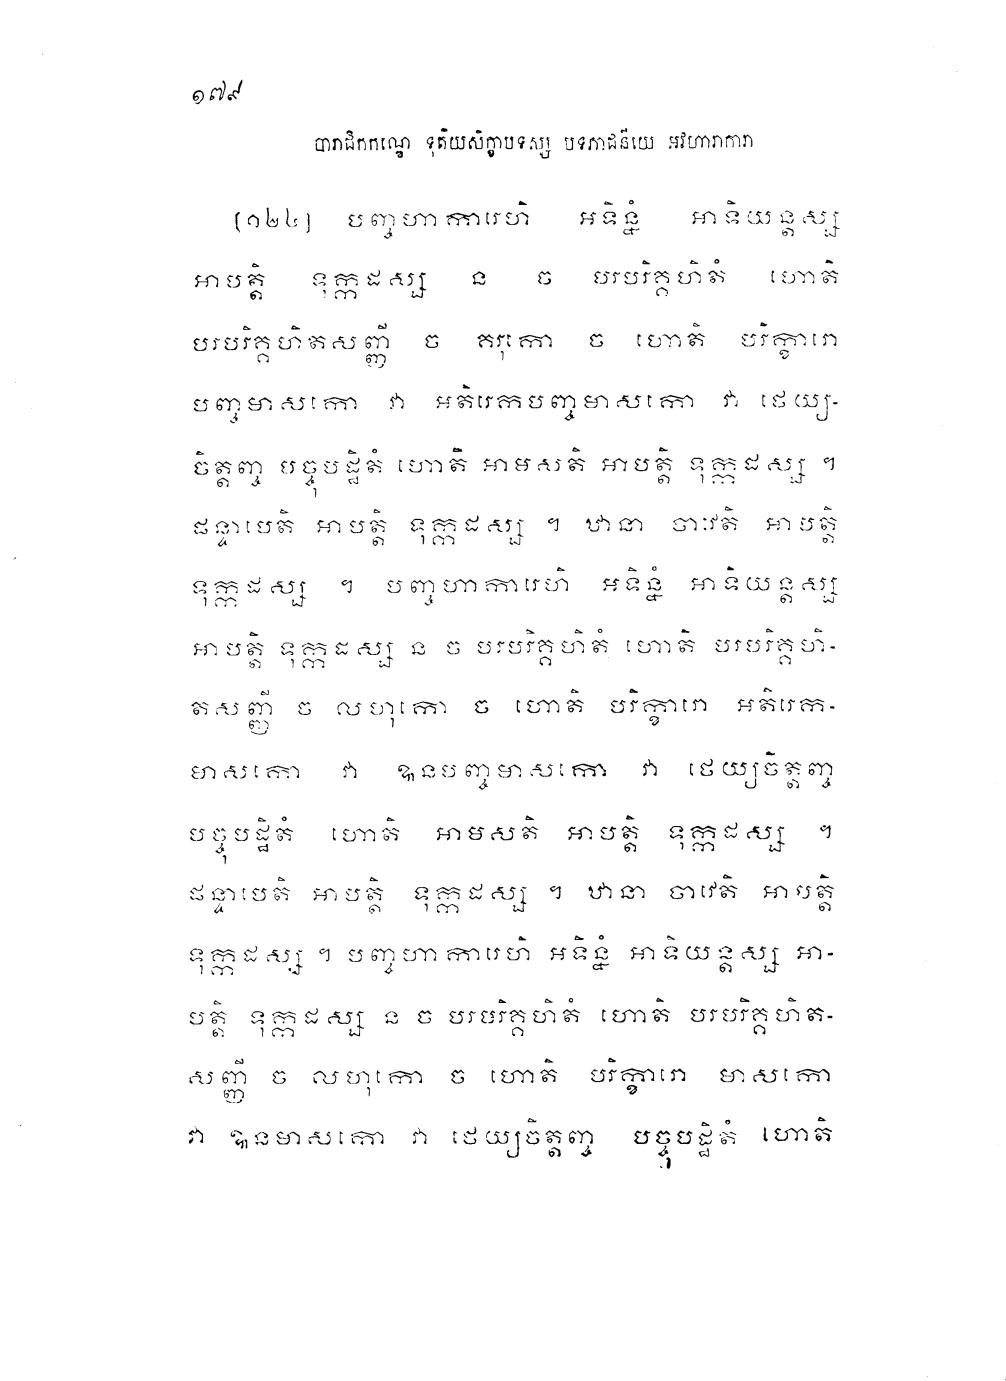 ១៧៩
បារាជិកកណ្ឌេ ទុតិយសិក្ខាបទស្ស បទភាជនីយេ អវហារាការា
(១២៤) បញ្ចហាការេហិ អទិន្នំ អាទិយន្តស្ស
អាបត្តិ ទុក្កដស្ស ន ច បរបរិគ្គហិតំ ហោតិ
បរបរិគ្គហិតសញ្ញី ច គរុកោ ច ហោតិ បរិក្ខារោ
បញ្ចមាសកោ វា អតិរេកបញ្ចមាសកោ វា ថេយ្យ-
ចិត្តញ្ច បច្ចុបដ្ឋិតំ ហោតិ អាមសតិ អាបត្តិ ទុក្កដស្ស ។
ផន្ទាបេតិ អាបត្តិ ទុក្កដស្ស ។ ឋានា ចាវេតិ អាបត្តិ
ទុក្កដស្ស ។ បញ្ចហាការេហិ អទិន្នំ អាទិយន្តស្ស
អាបត្តិ ទុក្កដស្ស ន ច បរបរិគ្គហិតំ ហោតិ បរបរិគ្គហិ-
តសញ្ញី ច លហុកោ ច ហោតិ បរិក្ខារោ អតិរេក-
មាសកោ វា ឩនបញ្ចមាសកោ វា ថេយ្យចិត្តញ្ច
បច្ចុបដ្ឋិតំ ហោតិ អាមសតិ អាបត្តិ ទុក្កដស្ស ។
ផន្ទាបេតិ អាបត្តិ ទុក្កដស្ស ។ ឋានា ចាវេតិ អាបត្តិ
ទុក្កដស្ស ។ បញ្ចហាការេហិ អទិន្នំ អាទិយន្តស្ស អា-
បត្តិ ទុក្កដស្ស ន ច បរបរិគ្គហិតំ ហោតិ បរបរិគ្គហិត-
សញ្ញី ច លហុកោ ច ហោតិ បរិក្ខារោ មាសកោ
វា ឩនមាសកោ វា ថេយ្យចិត្តញ្ច បច្ចុបដ្ឋិតំ ហោតិ